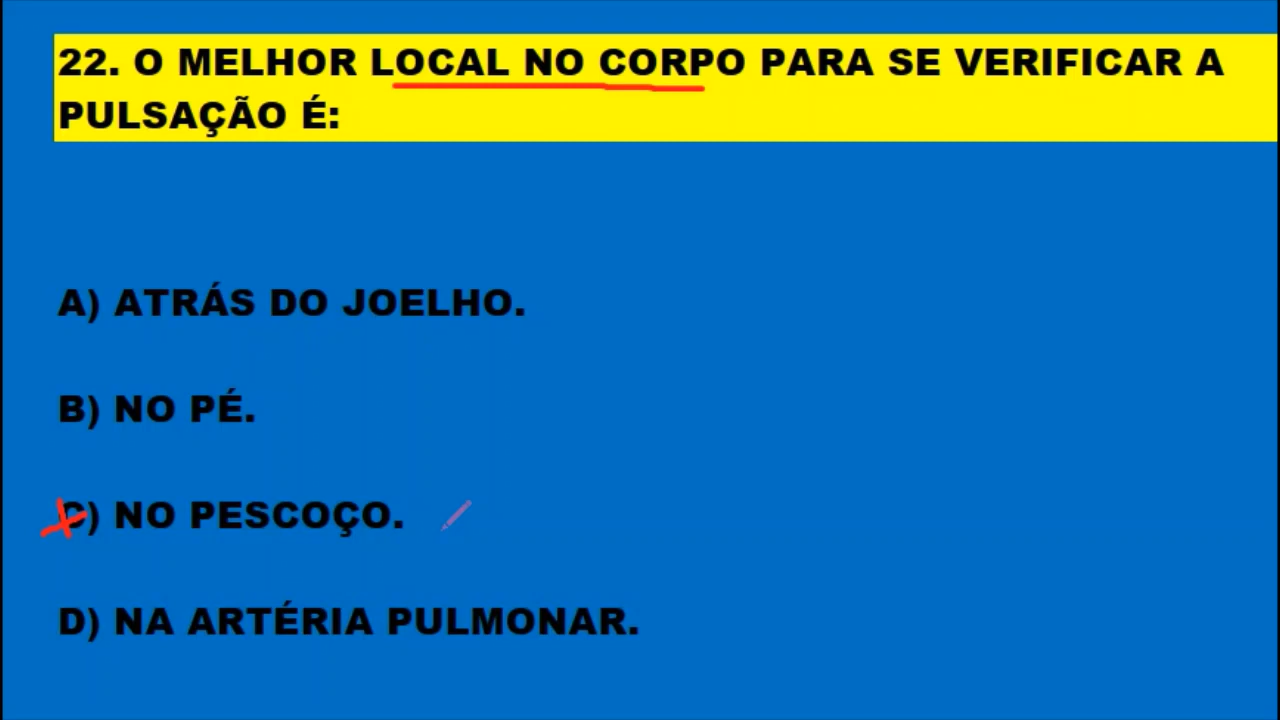 22. O MELHOR LOCAL NO CORPO PARA SE VERIFICAR A
PULSAÇÃO É:
A) ATRÁS DO JOELHO.
B) NO PÉ.
C) NO PESCOÇO.
D) NA ARTÉRIA PULMONAR.